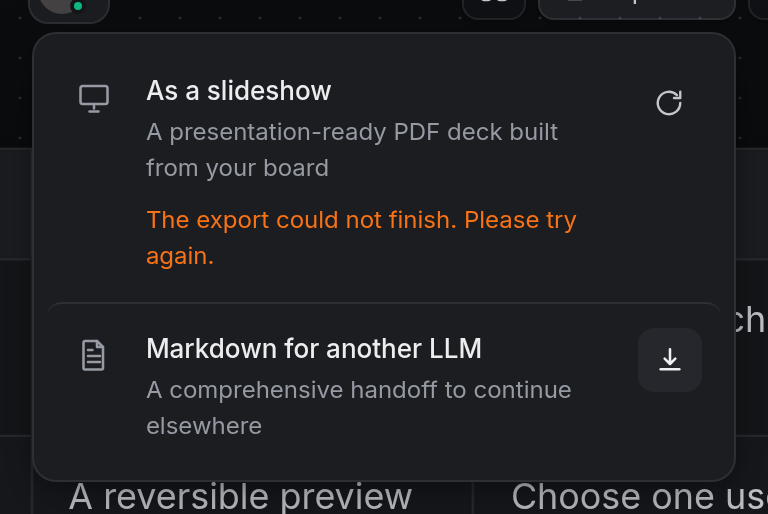 As a slideshow
A presentation-ready PDF deck built
from your board
The export could not finish. Please try
again.
Markdown for another LLM
A comprehensive handoff to continue
elsewhere
A reversible preview
Choose one